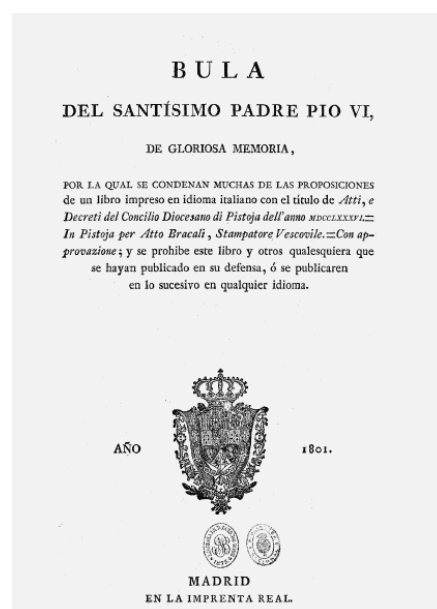 BULA
DEL SANTÍSIMO PADRE PIO VI,
DE GLORIOSA MEMORIA,
POR LA QUAL SE CONDENAN MUCHAS DE LAS PROPOSICIONES
de un libro impreso en idioma italiano con el título de Atti, e
Decreti del Concilio Diocesano di Pistoja dell'anno MDCCLXXXVI.=
In Pistoja per Atto Bracali, Stampatore Vescovile.=Con ap-
provazione; y se prohibe este libro y otros qualesquiera que
se hayan publicado en su defensa, ó se publicaren
en lo sucesivo en qualquier idioma.
AÑO 1801.
MADRID
EN LA IMPRENTA REAL.